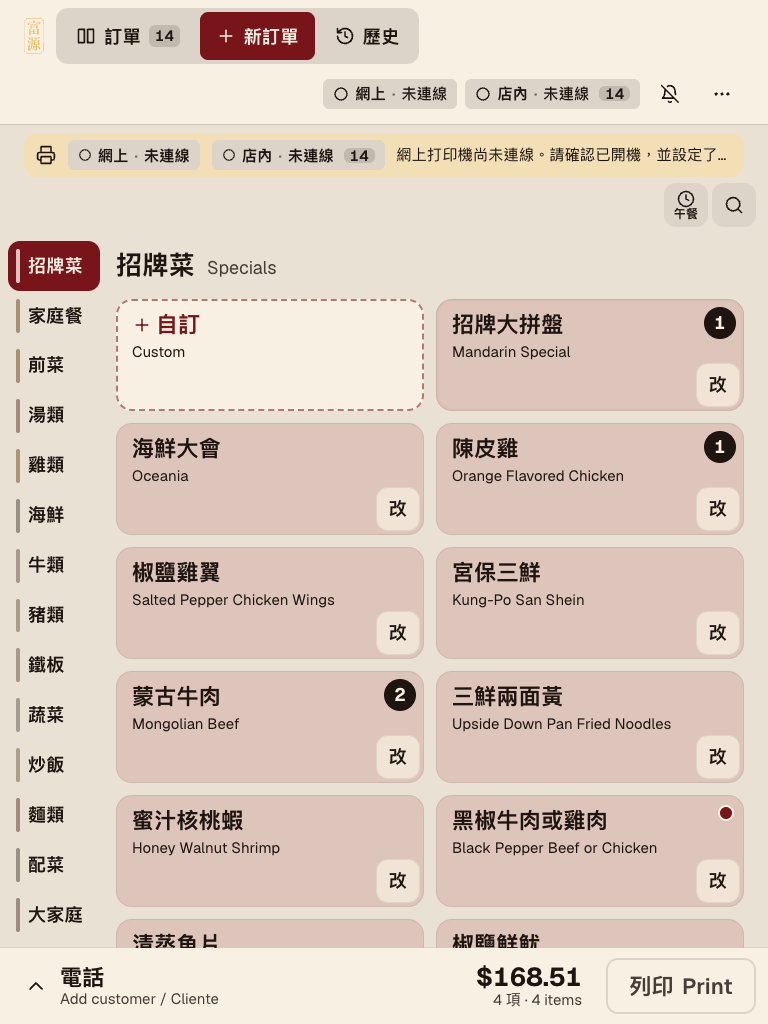 富源
訂單 14
新訂單
歷史
網上 · 未連線
店內 · 未連線 14
網上 · 未連線
店內 · 未連線 14
網上打印機尚未連線。請確認已開機，並設定了...
午餐
招牌菜
家庭餐
前菜
湯類
雞類
海鮮
牛類
豬類
鐵板
蔬菜
炒飯
麵類
配菜
大家庭
招牌菜 Specials
+ 自訂
Custom
招牌大拼盤 1
Mandarin Special
改
海鮮大會
Oceania
改
陳皮雞 1
Orange Flavored Chicken
改
椒鹽雞翼
Salted Pepper Chicken Wings
改
宮保三鮮
Kung-Po San Shein
改
蒙古牛肉 2
Mongolian Beef
改
三鮮兩面黃
Upside Down Pan Fried Noodles
改
蜜汁核桃蝦
Honey Walnut Shrimp
改
黑椒牛肉或雞肉
Black Pepper Beef or Chicken
改
清蒸魚片
椒鹽鮮魷
電話
Add customer / Cliente
$168.51
4 項 · 4 items
列印 Print